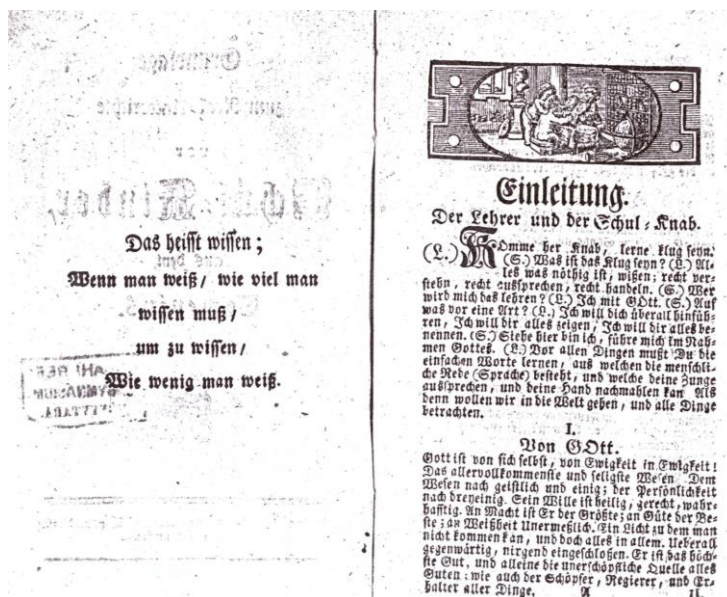 Das heisst wissen;
Wenn man weiß/ wie viel man
wissen muß/
um zu wissen/
Wie wenig man weiß.
Einleitung.
Der Lehrer und der Schul-Knab.
(L.) Komme her Knab, lerne klug seyn.
(S.) Was ist das Klug seyn? (L.) Al-
les was nöthig ist, wißen; recht ver-
stehn, recht aussprechen, recht handeln. (S.) Wer
wird mich das lehren? (L.) Ich mit GOtt. (S.) Auf
was vor eine Art? (L.) Ich will dich überall hinfüh-
ren, Ich will dir alles zeigen, Ich will dir alles be-
nennen. (S.) Siehe hier bin ich, führe mich Im Nah-
men Gottes. (L.) Vor allen Dingen mußt Du die
einfachen Worte lernen, aus welchen die menschli-
che Rede (Sprache) besteht, und welche deine Zunge
aussprechen, und deine Hand nachmahlen kan Als
denn wollen wir in die Welt gehen, und alle Dinge
betrachten.
I.
Von GOtt.
Gott ist von sich selbst, von Ewigkeit in Ewigkeit!
Das allervollkommenste und seligste Wesen. Dem
Wesen nach geistlich und einig; der Persönlichkeit
nach dreyeinig. Sein Wille ist heilig, gerecht, wahr-
hafftig. An Macht ist Er der Größte; an Güte der Be-
ste; an Weißheit Unermeßlich. Ein Licht zu dem man
nicht kommen kan, und doch alles in allem. Ueberall
gegenwärtig, nirgend eingeschloßen. Er ist das höch-
ste Gut, und alleine die unerschöpfliche Quelle alles
Guten: wie auch der Schöpfer, Regierer, und Er-
halter aller Dinge. A